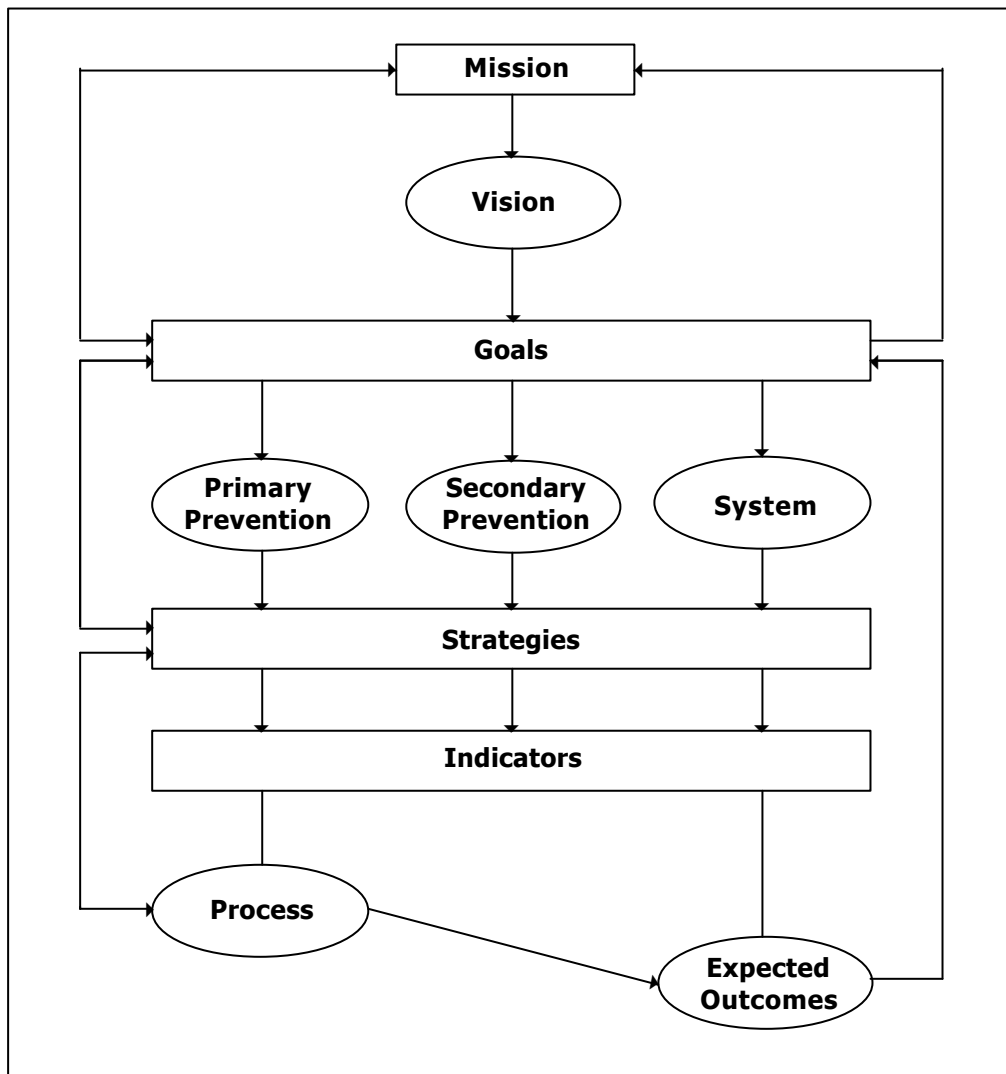 Mission
Vision
Goals
Primary
Prevention
Secondary
Prevention
System
Strategies
Indicators
Process
Expected
Outcomes